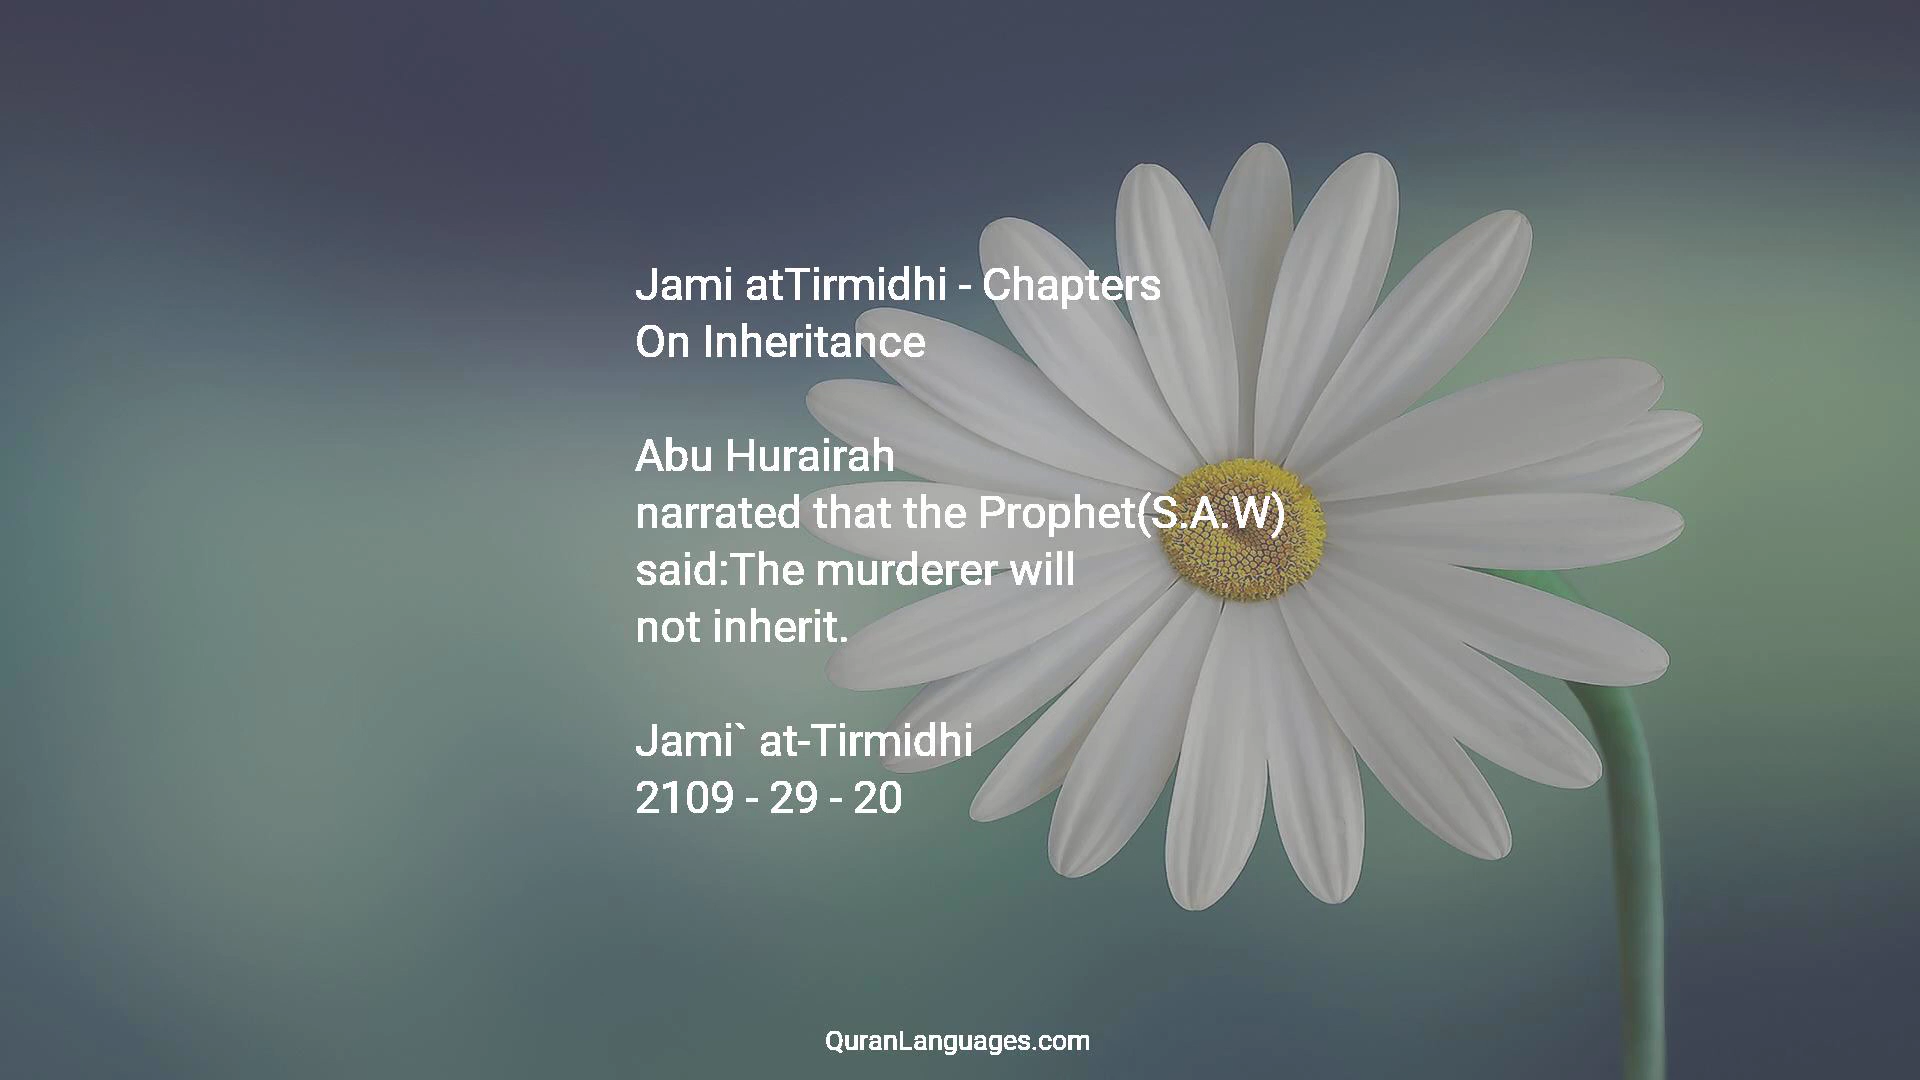 Jami atTirmidhi - Chapters
On Inheritance
Abu Hurairah
narrated that the Prophet(S.A.W)
said:The murderer will
not inherit.
Jami` at-Tirmidhi
2109 - 29 - 20
QuranLanguages.com